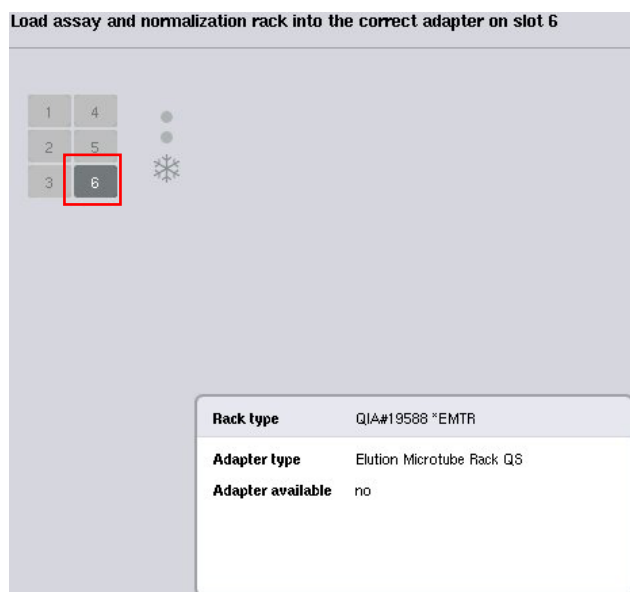 Load assay and normalization rack into the correct adapter on slot 6
1 4
2 5
3 6
Rack type QIA#19588 *EMTR
Adapter type Elution Microtube Rack QS
Adapter available no